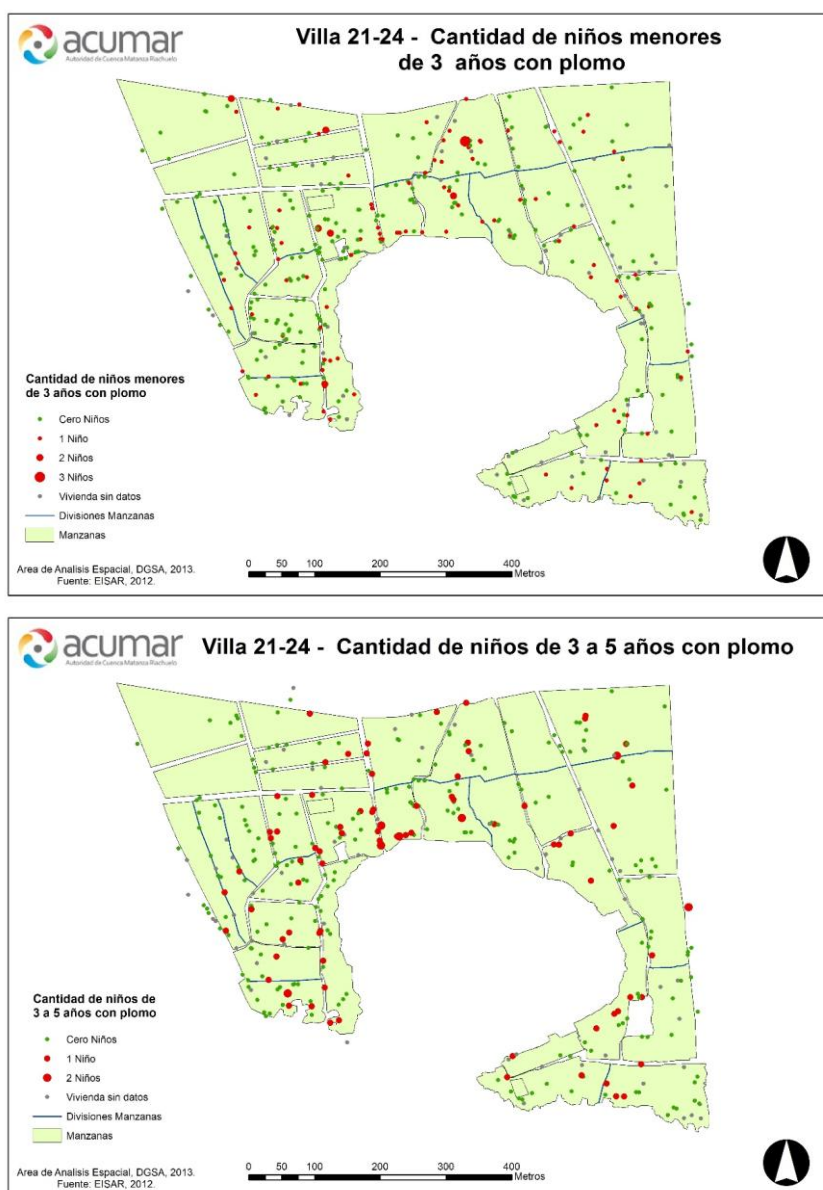 acumar
Autoridad de Cuenca Matanza Riachuelo
Villa 21-24 - Cantidad de niños menores
de 3 años con plomo
Cantidad de niños menores
de 3 años con plomo
Cero Niños
1 Niño
2 Niños
3 Niños
Vivienda sin datos
Divisiones Manzanas
Manzanas
Area de Analisis Espacial, DGSA, 2013.
Fuente: EISAR, 2012.
0 50 100 200 300 400
Metros
acumar
Autoridad de Cuenca Matanza Riachuelo
Villa 21-24 - Cantidad de niños de 3 a 5 años con plomo
Cantidad de niños de
3 a 5 años con plomo
Cero Niños
1 Niño
2 Niños
Vivienda sin datos
Divisiones Manzanas
Manzanas
Area de Analisis Espacial, DGSA, 2013.
Fuente: EISAR, 2012.
0 50 100 200 300 400
Metros